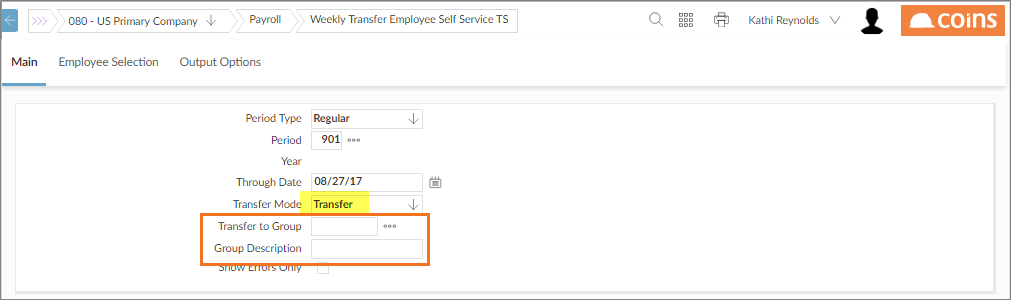 080 - US Primary Company
Payroll
Weekly Transfer Employee Self Service TS
Kathi Reynolds
coins
Main
Employee Selection
Output Options
Period Type Regular
Period 901
Year
Through Date 08/27/17
Transfer Mode Transfer
Transfer to Group
Group Description
Show Errors Only